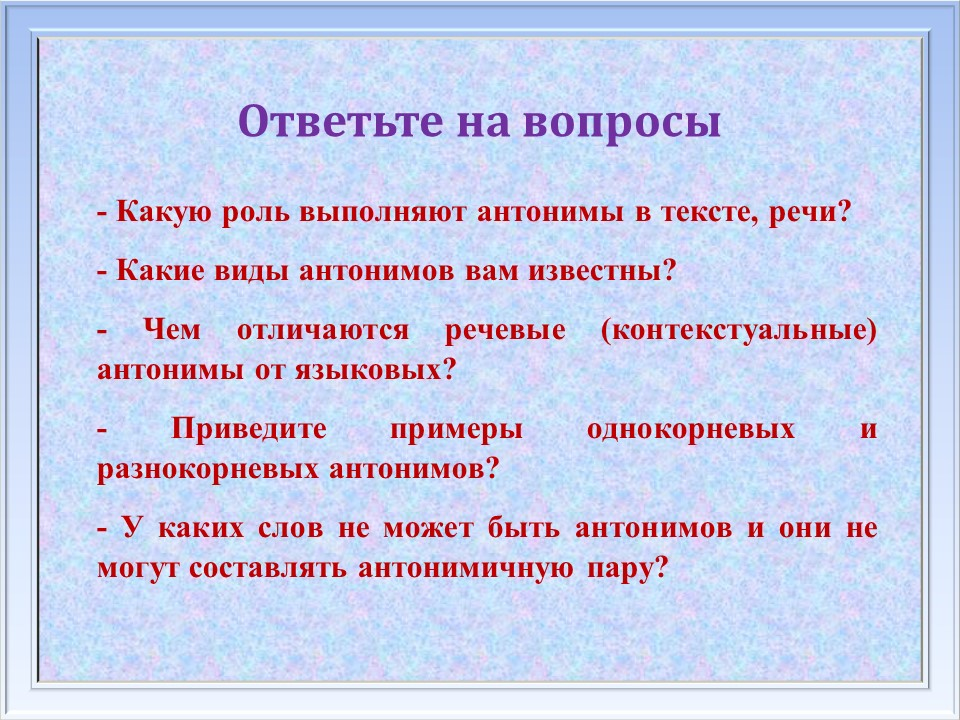 Ответьте на вопросы
- Какую роль выполняют антонимы в тексте, речи?
- Какие виды антонимов вам известны?
- Чем отличаются речевые (контекстуальные)
антонимы от языковых?
- Приведите примеры однокорневых и
разнокорневых антонимов?
- У каких слов не может быть антонимов и они не
могут составлять антонимичную пару?